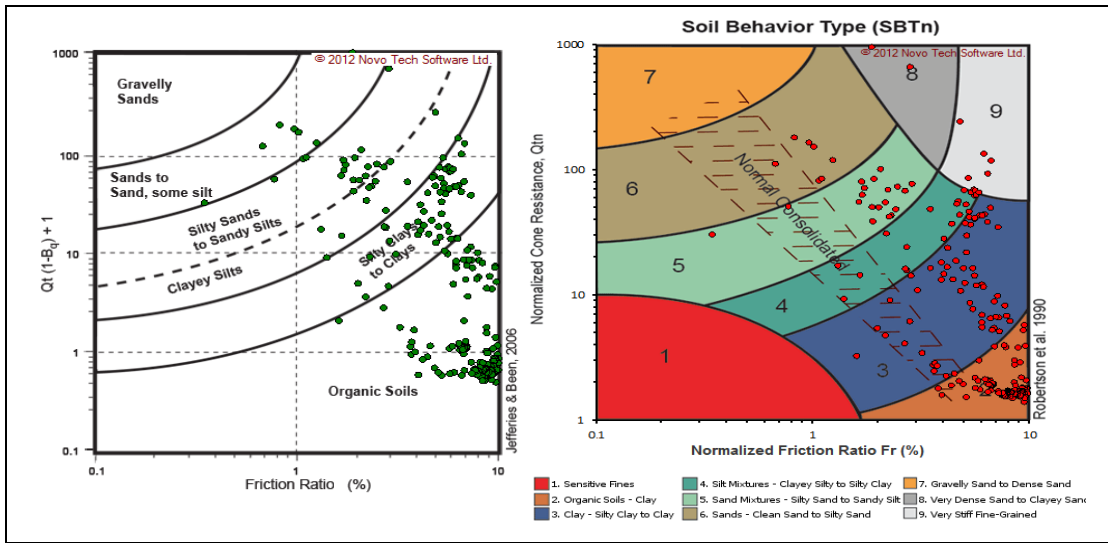 © 2012 Novo Tech Software Ltd.
1000
100
10
1
0.1
0.1
1
10
Qt (1-Bq) + 1
Friction Ratio (%)
Gravelly
Sands
Sands to
Sand, some silt
Silty Sands
to Sandy Silts
Clayey Silts
Silty Clays
to Clays
Organic Soils
Jefferies & Been, 2006
Soil Behavior Type (SBTn)
© 2012 Novo Tech Software Ltd.
1000
100
10
1
0.1
1
10
Normalized Cone Resistance, Qtn
Normalized Friction Ratio Fr (%)
7
8
9
6
Normal Consolidated
5
4
1
3
2
Robertson et al. 1990
1. Sensitive Fines
2. Organic Soils - Clay
3. Clay - Silty Clay to Clay
4. Silt Mixtures - Clayey Silty to Silty Clay
5. Sand Mixtures - Silty Sand to Sandy Silt
6. Sands - Clean Sand to Silty Sand
7. Gravelly Sand to Dense Sand
8. Very Dense Sand to Clayey Sand
9. Very Stiff Fine-Grained